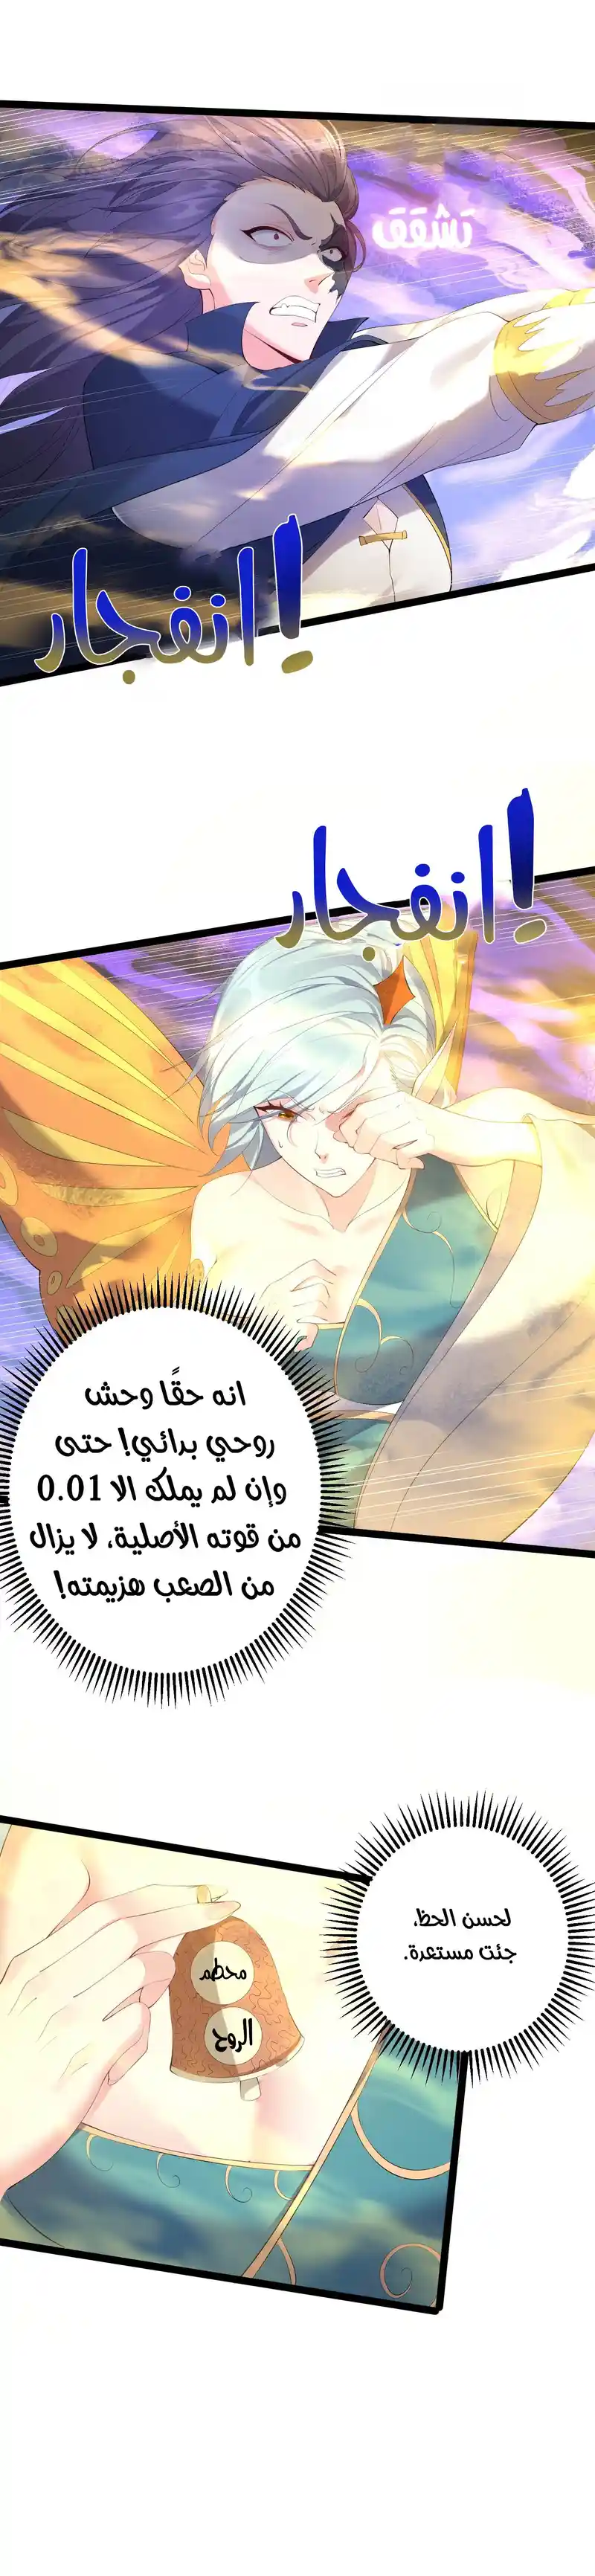 تشقق
انفجار!
انفجار!
انه حقًا وحش
روحي بدائي! حتى
وإن لم يملك الا 0.01
من قوته الأصلية، لا يزال
من الصعب هزيمته!
لحسن الحظ،
جئت مستعدة.
محطم
الروح